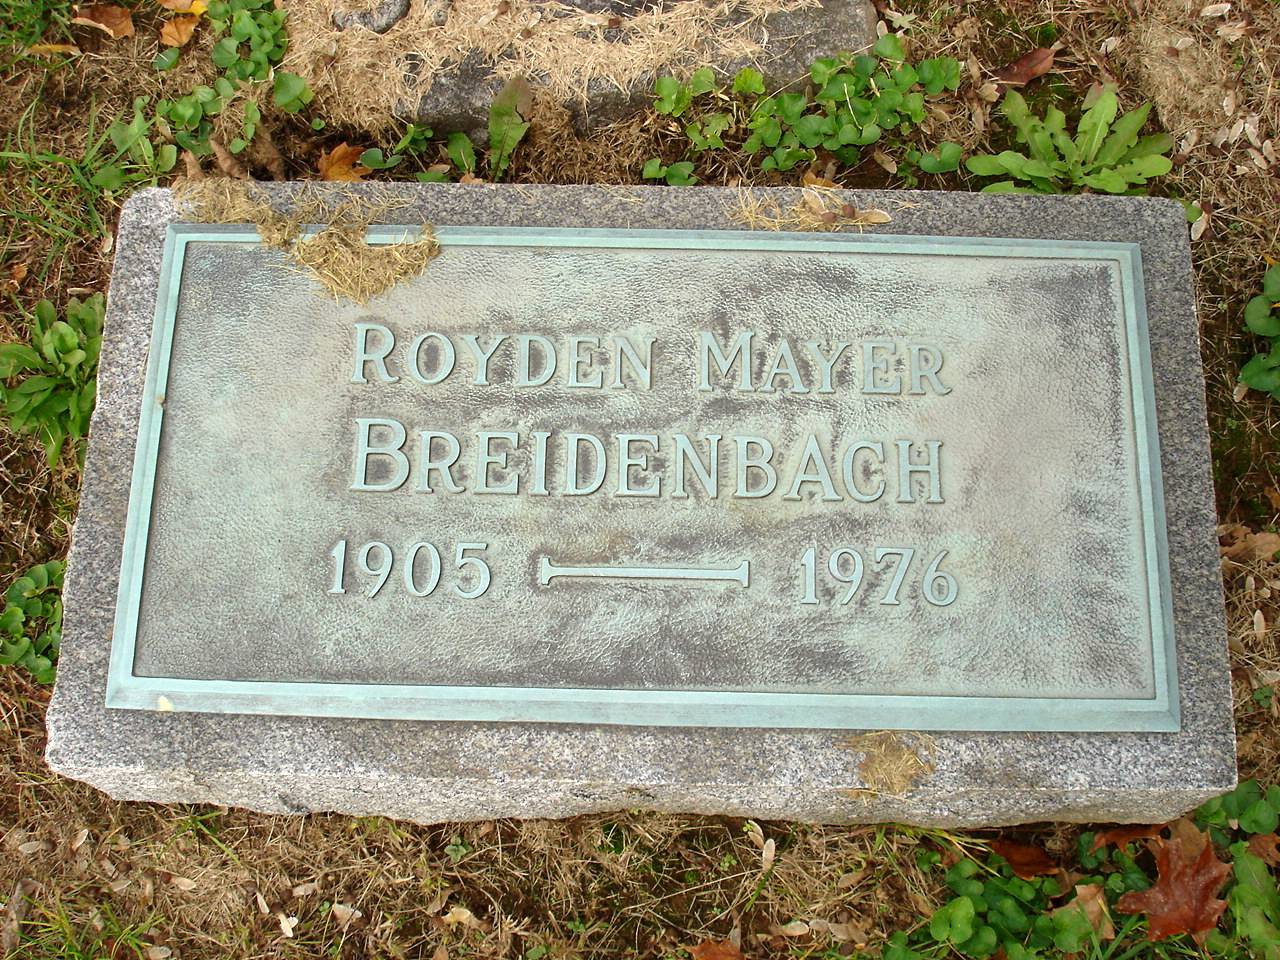 ROYDEN MAYER
BREIDENBACH
1905 — 1976